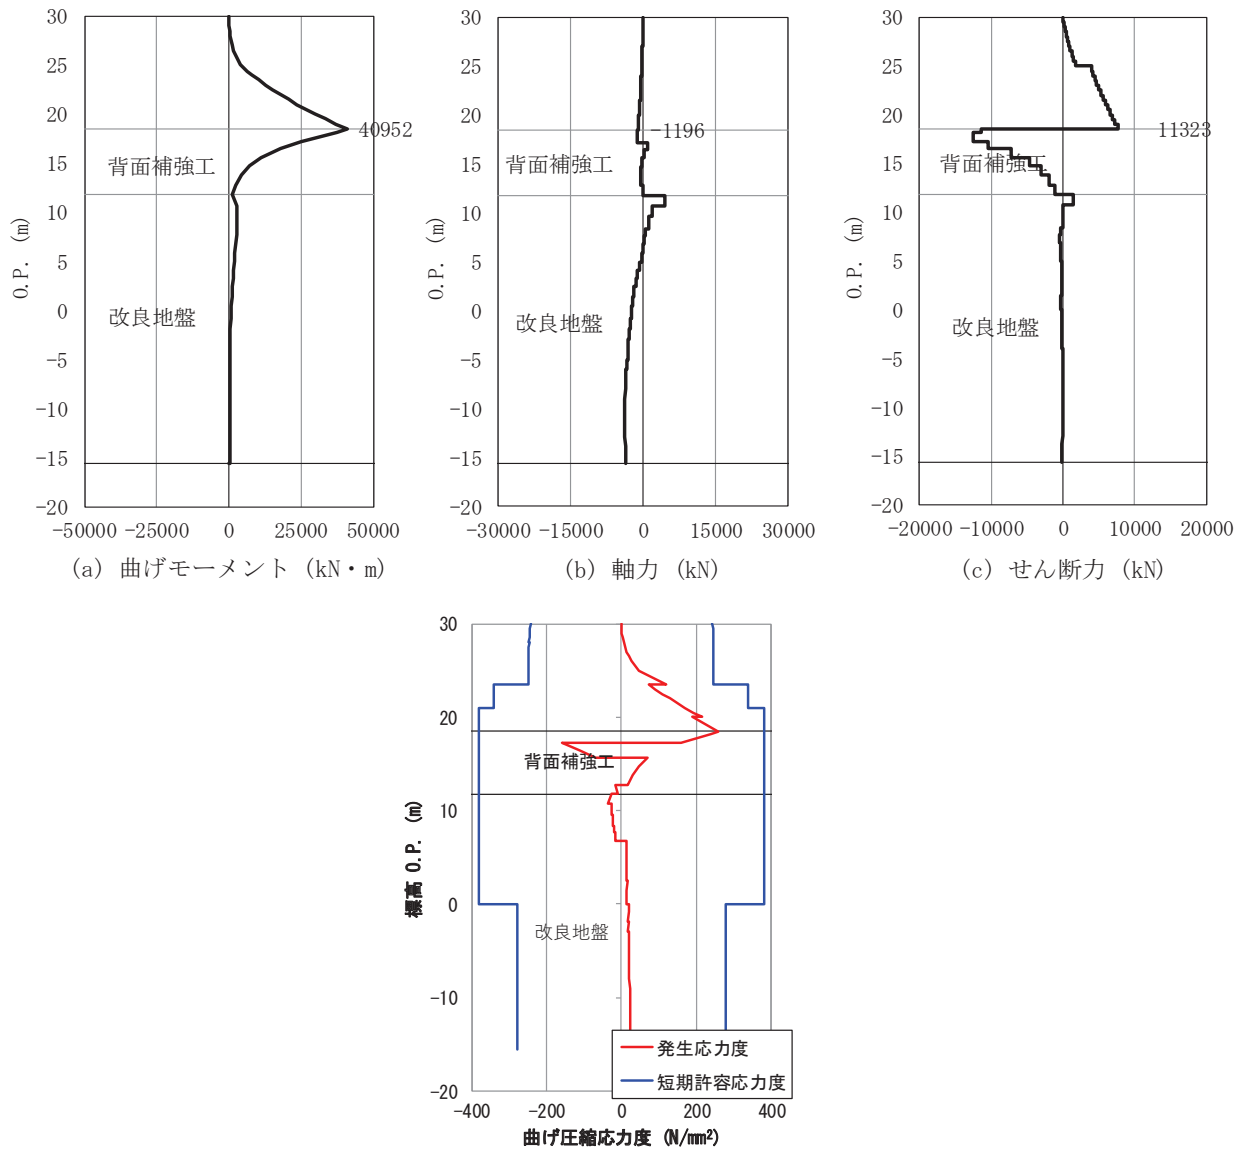 30
25
20
15
10
5
0
-5
-10
-15
-20
O.P. (m)
40952
背面補強工
改良地盤
-50000 -25000 0 25000 50000
(a) 曲げモーメント (kN・m)
30
25
20
15
10
5
0
-5
-10
-15
-20
O.P. (m)
-1196
背面補強工
改良地盤
-30000 -15000 0 15000 30000
(b) 軸力 (kN)
30
25
20
15
10
5
0
-5
-10
-15
-20
O.P. (m)
11323
背面補強工
改良地盤
-20000 -10000 0 10000 20000
(c) せん断力 (kN)
30
20
10
0
-10
-20
標高 O.P. (m)
背面補強工
改良地盤
発生応力度
短期許容応力度
-400 -200 0 200 400
曲げ圧縮応力度 (N/mm²)